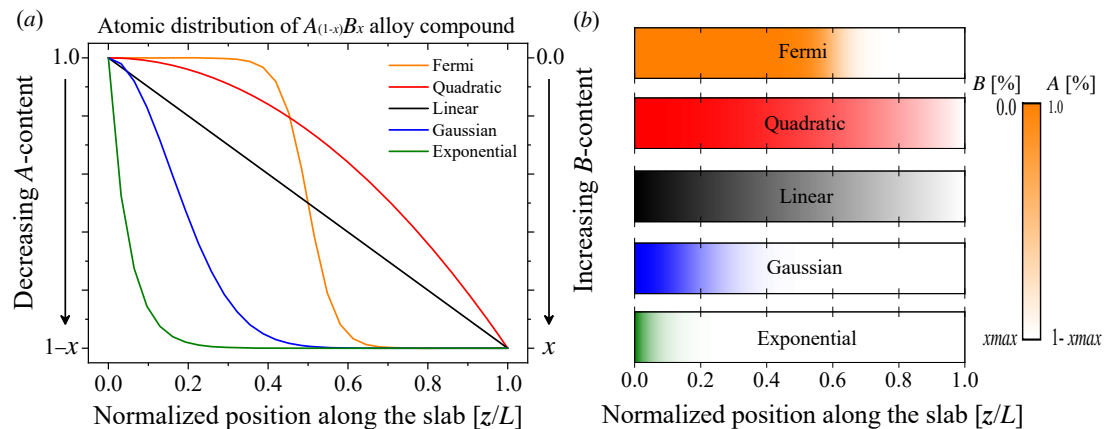 (a)
Atomic distribution of A(1-x)Bx alloy compound
1.0
1–x
Decreasing A-content
0.0
x
Fermi
Quadratic
Linear
Gaussian
Exponential
0.0 0.2 0.4 0.6 0.8 1.0
Normalized position along the slab [z/L]
(b)
Increasing B-content
Fermi
Quadratic
Linear
Gaussian
Exponential
0.0 0.2 0.4 0.6 0.8 1.0
Normalized position along the slab [z/L]
B [%] A [%]
0.0 1.0
xmax 1- xmax